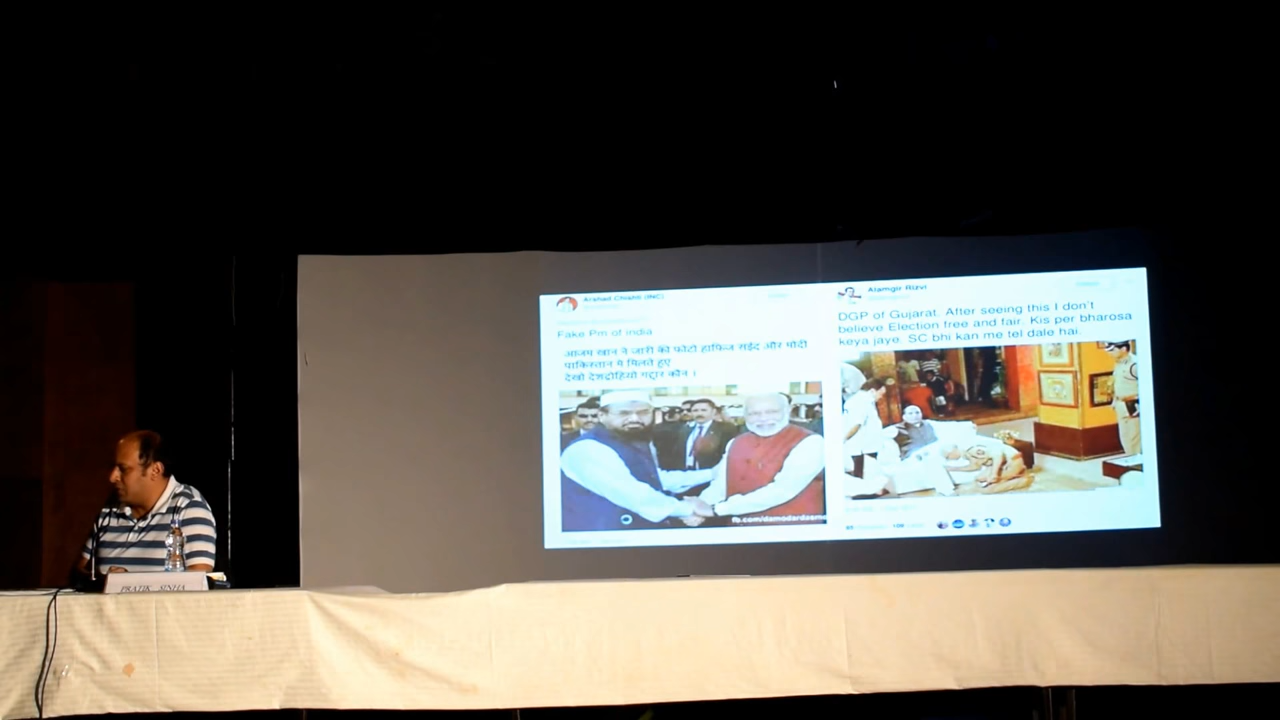 Arshad Chishti (INC)
Fake Pm of india
आजम खान ने जारी की फोटो हाफिज सईद और मोदी
पाकिस्तान मे मिलते हुए
देखो देशद्रोहियो गद्दार कौन ।
fb.com/damodardasmo
Alamgir Rizvi
DGP of Gujarat. After seeing this I don't
believe Election free and fair. Kis per bharosa
keya jaye. SC bhi kan me tel dale hai.
PRATIK SINHA